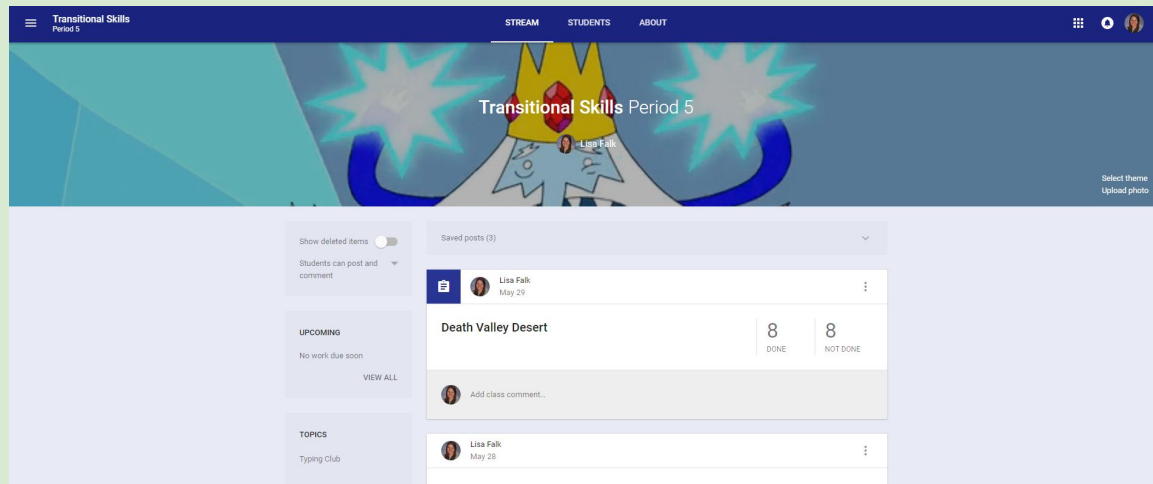 Transitional Skills
Period 5
STREAM STUDENTS ABOUT
Transitional Skills Period 5
Lisa Falk
Select theme
Upload photo
Show deleted items
Students can post and
comment
UPCOMING
No work due soon
VIEW ALL
TOPICS
Typing Club
Saved posts (3)
Lisa Falk
May 29
Death Valley Desert
8 8
DONE NOT DONE
Add class comment...
Lisa Falk
May 28